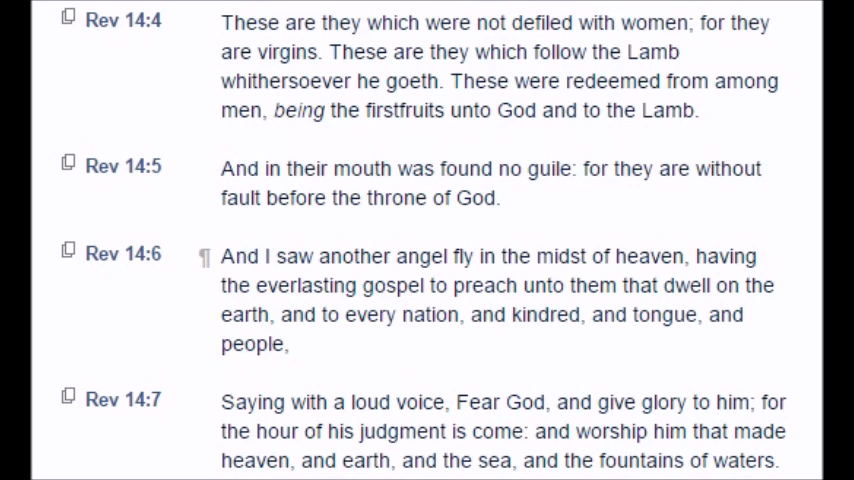 Rev 14:4 These are they which were not defiled with women; for they
are virgins. These are they which follow the Lamb
whithersoever he goeth. These were redeemed from among
men, being the firstfruits unto God and to the Lamb.
Rev 14:5 And in their mouth was found no guile: for they are without
fault before the throne of God.
Rev 14:6 ¶ And I saw another angel fly in the midst of heaven, having
the everlasting gospel to preach unto them that dwell on the
earth, and to every nation, and kindred, and tongue, and
people,
Rev 14:7 Saying with a loud voice, Fear God, and give glory to him; for
the hour of his judgment is come: and worship him that made
heaven, and earth, and the sea, and the fountains of waters.